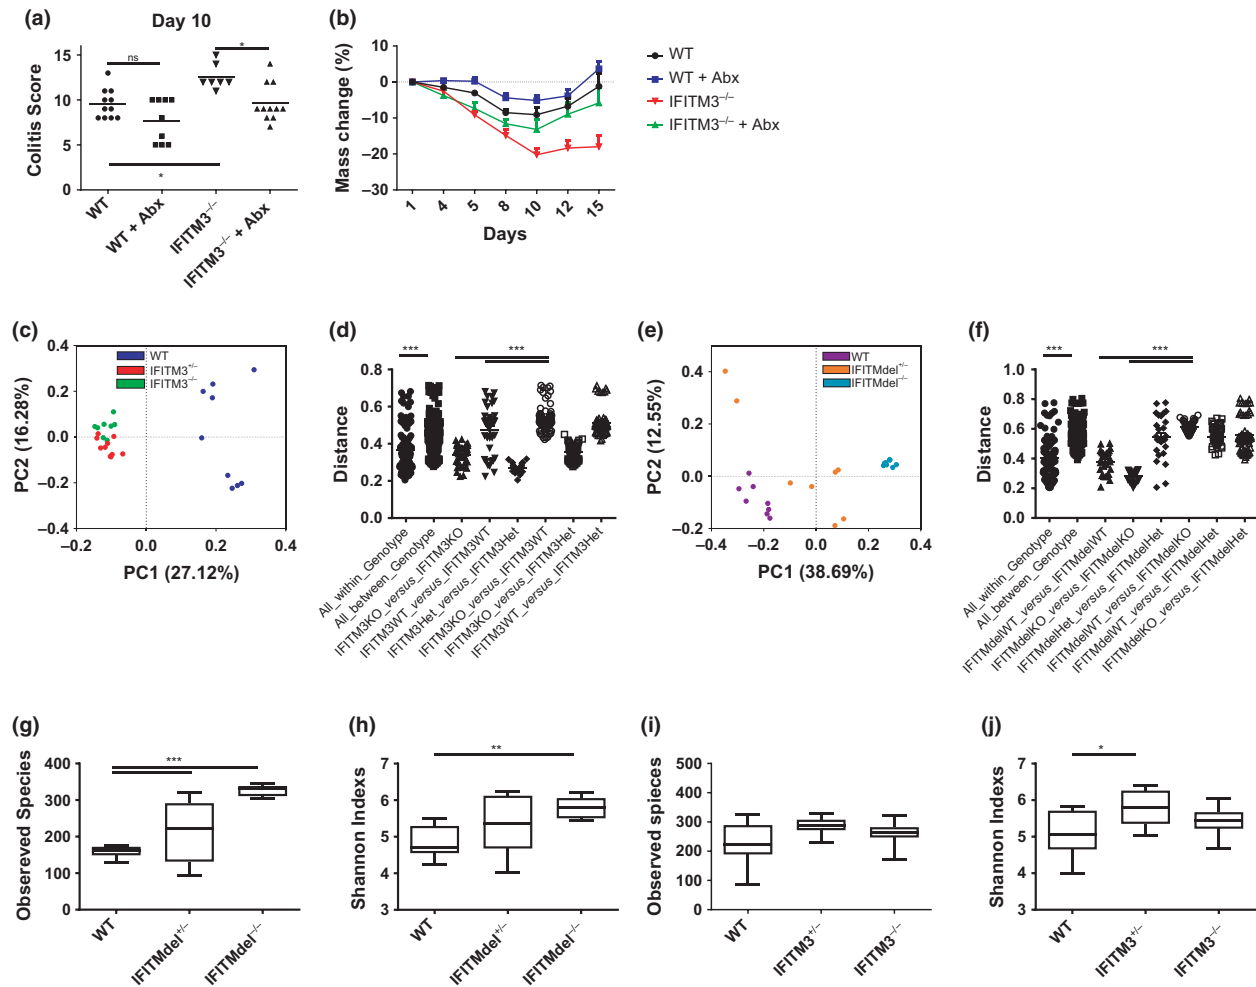 (a)
Day 10
Colitis Score
15
10
5
0
ns
*
*
WT
WT + Abx
IFITM3–/–
IFITM3–/– + Abx
(b)
Mass change (%)
10
0
–10
–20
–30
1
4
5
8
10
12
15
Days
WT
WT + Abx
IFITM3–/–
IFITM3–/– + Abx
(c)
PC2 (16.28%)
0.4
0.2
0.0
–0.2
–0.4
WT
IFITM3+/–
IFITM3–/–
–0.2
0.0
0.2
0.4
PC1 (27.12%)
(d)
Distance
0.8
0.6
0.4
0.2
0.0
***
***
All_within_Genotype
All_between_Genotype
IFITM3KO_versus_IFITM3KO
IFITM3WT_versus_IFITM3WT
IFITM3Het_versus_IFITM3Het
IFITM3KO_versus_IFITM3WT
IFITM3KO_versus_IFITM3Het
IFITM3WT_versus_IFITM3Het
(e)
PC2 (12.55%)
0.4
0.2
0.0
–0.2
WT
IFITMdel+/–
IFITMdel–/–
–0.4
–0.2
0.0
0.2
0.4
PC1 (38.69%)
(f)
Distance
1.0
0.8
0.6
0.4
0.2
0.0
***
***
All_within_Genotype
All_between_Genotype
IFITMdelWT_versus_IFITMdelWT
IFITMdelKO_versus_IFITMdelKO
IFITMdelHet_versus_IFITMdelHet
IFITMdelWT_versus_IFITMdelKO
IFITMdelWT_versus_IFITMdelHet
IFITMdelKO_versus_IFITMdelHet
(g)
Obsereved Species
400
300
200
100
0
***
WT
IFITMdel+/–
IFITMdel–/–
(h)
Shannon Indexs
7
6
5
4
3
**
WT
IFITMdel+/–
IFITMdel–/–
(i)
Observed spieces
500
400
300
200
100
0
WT
IFITM3+/–
IFITM3–/–
(j)
Shannon Indexs
7
6
5
4
3
*
WT
IFITM3+/–
IFITM3–/–